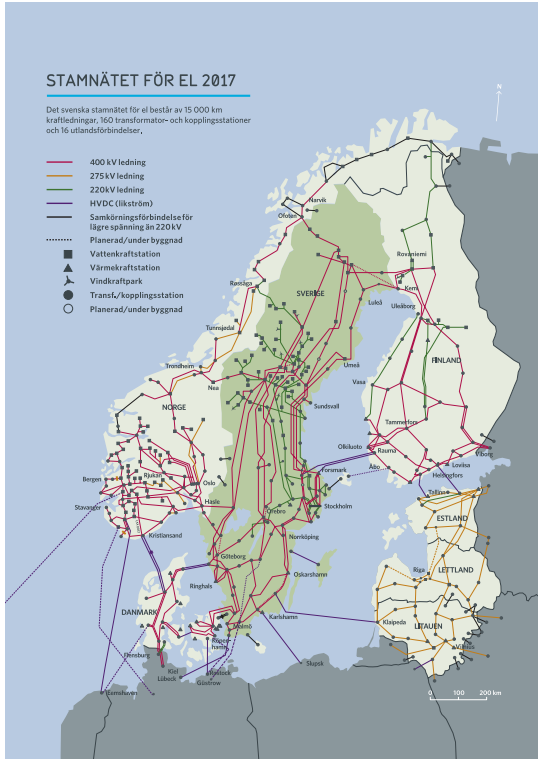 STAMNÄTET FÖR EL 2017
Det svenska stamnätet för el består av 15 000 km
kraftledningar, 160 transformator- och kopplingsstationer
och 16 utlandsförbindelser.
400 kV ledning
275 kV ledning
220kV ledning
HVDC (likström)
Samkörningsförbindelse för
lägre spänning än 220 kV
Planerad/under byggnad
Vattenkraftstation
Värmekraftstation
Vindkraftpark
Transf./kopplingsstation
Planerad/under byggnad
N
Narvik
Ofoten
Rovaniemi
Røssåga
SVERIGE
Kemi
Luleå
Uleåborg
Tunnsjødal
Trondheim
Umeå
FINLAND
Nea
Vasa
NORGE
Sundsvall
Tammerfors
Olkiluoto
Rauma
Viborg
Bergen
Rjukan
Oslo
Forsmark
Åbo
Lovisa
Helsingfors
Stavanger
Hasle
Stockholm
Tallinn
Örebro
ESTLAND
Kristiansand
Norrköping
Göteborg
Riga
LETTLAND
Ringhals
Oskarshamn
DANMARK
Karlshamn
Klaipeda
LITAUEN
Malmö
Vilnius
Flensburg
Slupsk
Kiel
Lübeck
Rostock
Güstrow
Eemshaven
0 100 200 km